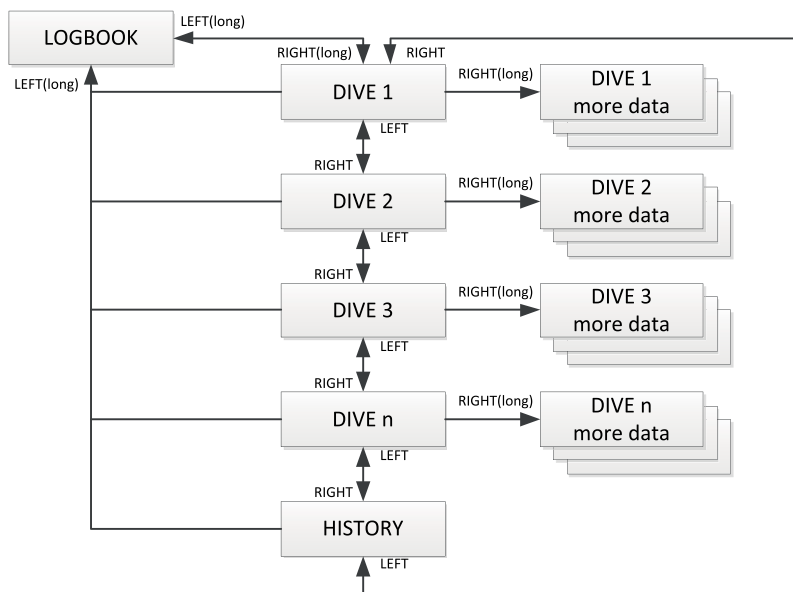 LEFT(long)
LOGBOOK
RIGHT(long)
RIGHT
LEFT(long)
RIGHT(long)
DIVE 1
DIVE 1
more data
LEFT
RIGHT
RIGHT(long)
DIVE 2
DIVE 2
more data
LEFT
RIGHT
RIGHT(long)
DIVE 3
DIVE 3
more data
LEFT
RIGHT
RIGHT(long)
DIVE n
DIVE n
more data
LEFT
RIGHT
HISTORY
LEFT